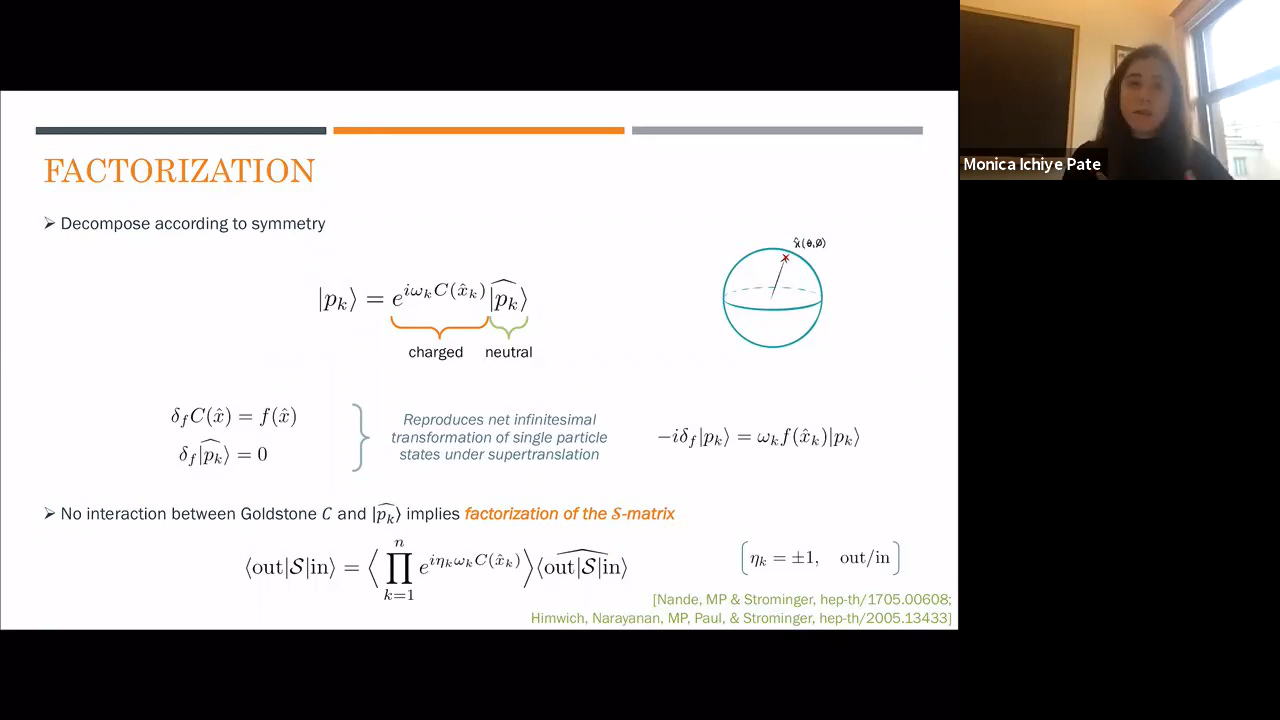 FACTORIZATION
➢ Decompose according to symmetry
x̂(θ,Ø)
|p_k⟩ = e^{iω_k C(x̂_k)} \widehat{|p_k⟩}
charged neutral
δ_f C(x̂) = f(x̂)
δ_f \widehat{|p_k⟩} = 0
Reproduces net infinitesimal
transformation of single particle
states under supertranslation
−iδ_f|p_k⟩ = ω_k f(x̂_k)|p_k⟩
➢ No interaction between Goldstone C and \widehat{|p_k⟩} implies factorization of the S-matrix
⟨out|S|in⟩ = ⟨ ∏_{k=1}^{n} e^{iη_k ω_k C(x̂_k)} ⟩ \widehat{⟨out|S|in⟩}
[η_k = ±1, out/in]
[Nande, MP & Strominger, hep-th/1705.00608;
Himwich, Narayanan, MP, Paul, & Strominger, hep-th/2005.13433]
Monica Ichiye Pate